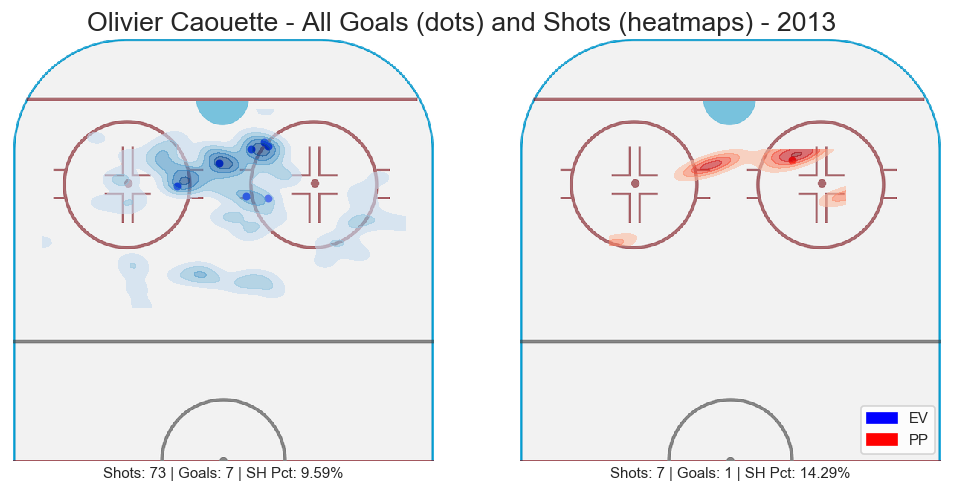 Olivier Caouette - All Goals (dots) and Shots (heatmaps) - 2013
EV
PP
Shots: 73 | Goals: 7 | SH Pct: 9.59%
Shots: 7 | Goals: 1 | SH Pct: 14.29%